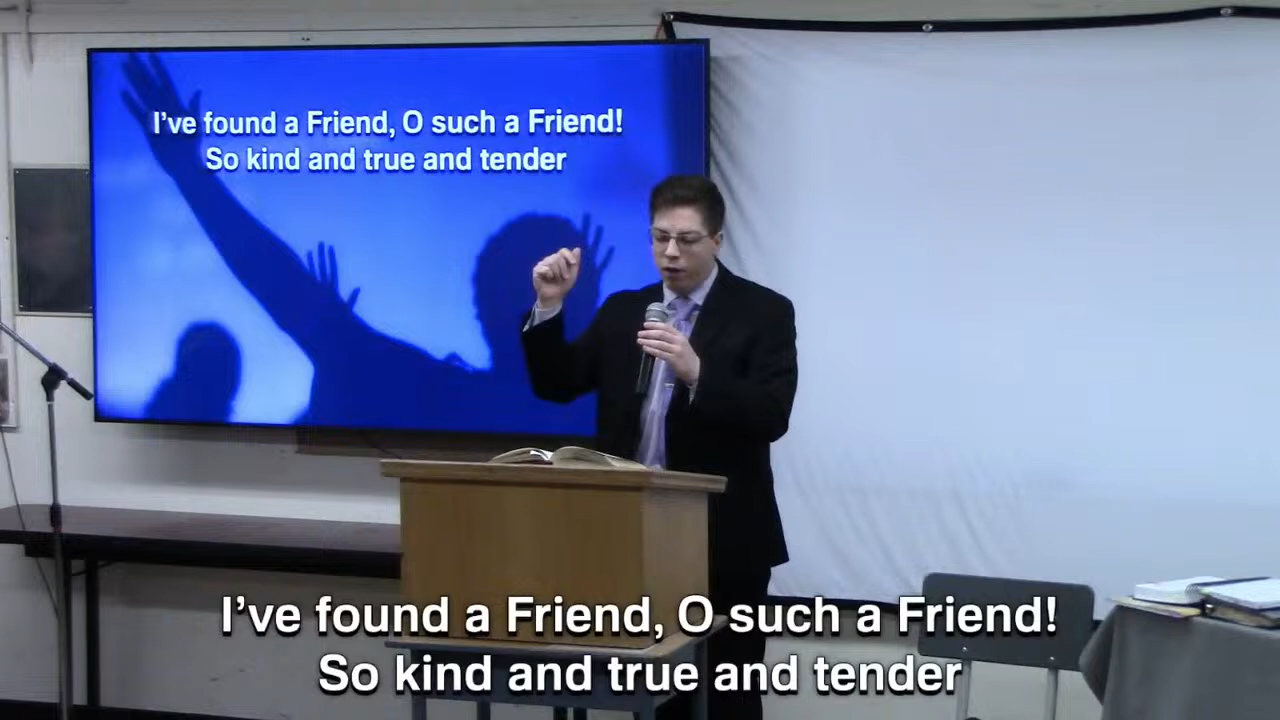 I've found a Friend, O such a Friend!
So kind and true and tender
I've found a Friend, O such a Friend!
So kind and true and tender